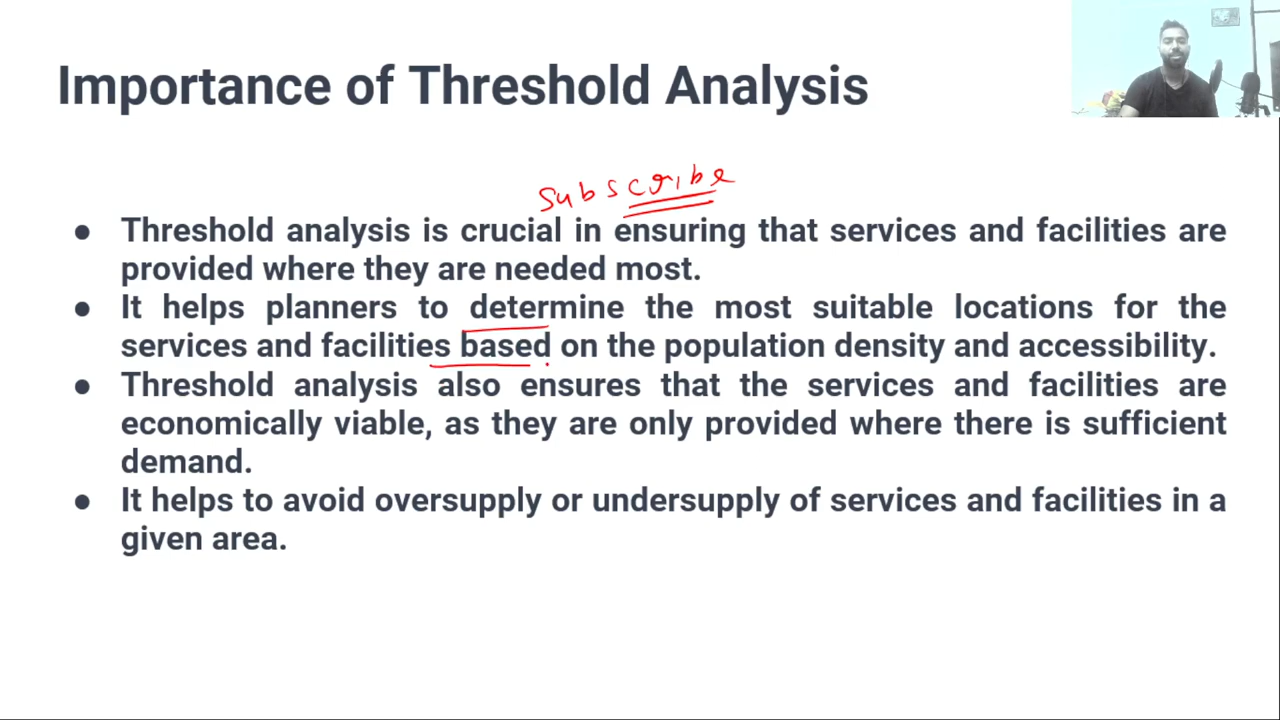 Importance of Threshold Analysis
Subscribe
● Threshold analysis is crucial in ensuring that services and facilities are
provided where they are needed most.
● It helps planners to determine the most suitable locations for the
services and facilities based on the population density and accessibility.
● Threshold analysis also ensures that the services and facilities are
economically viable, as they are only provided where there is sufficient
demand.
● It helps to avoid oversupply or undersupply of services and facilities in a
given area.